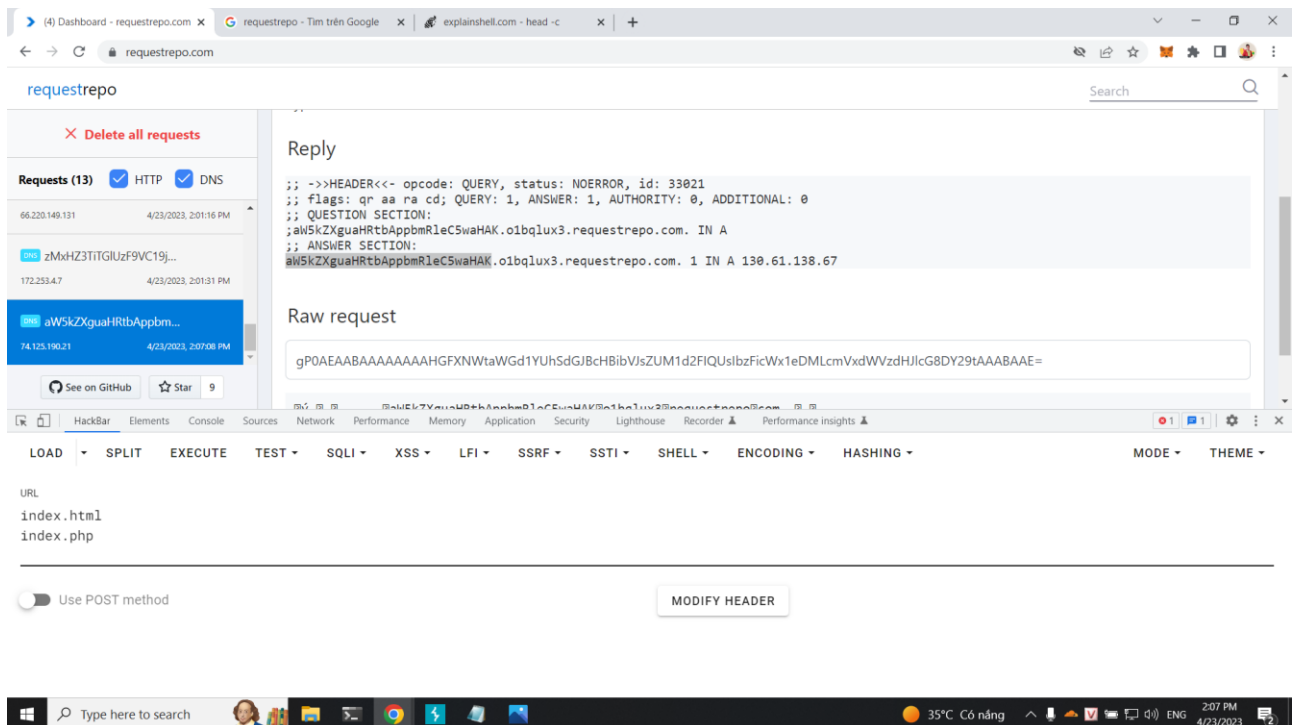 (4) Dashboard - requestrepo.com
requestrepo - Tìm trên Google
explainshell.com - head -c
requestrepo.com
requestrepo
Search
Delete all requests
Requests (13) HTTP DNS
66.220.149.131 4/23/2023, 2:01:16 PM
DNS zMxHZ3TiTGlUzF9VC19j...
172.253.4.7 4/23/2023, 2:01:31 PM
DNS aW5kZXguaHRtbAppbm...
74.125.190.21 4/23/2023, 2:07:08 PM
See on GitHub Star 9
Reply
;; ->>HEADER<<- opcode: QUERY, status: NOERROR, id: 33021
;; flags: qr aa ra cd; QUERY: 1, ANSWER: 1, AUTHORITY: 0, ADDITIONAL: 0
;; QUESTION SECTION:
;aW5kZXguaHRtbAppbmRleC5waHAK.o1bqlux3.requestrepo.com. IN A
;; ANSWER SECTION:
aW5kZXguaHRtbAppbmRleC5waHAK.o1bqlux3.requestrepo.com. 1 IN A 130.61.138.67
Raw request
gP0AEAABAAAAAAAAHGFXNWtaWGd1YUhSdGJBcHBibVJsZUM1d2FIQUsIbzFicWx1eDMLcmVxdWVzdHJlcG8DY29tAAABAAE=
HackBar Elements Console Sources Network Performance Memory Application Security Lighthouse Recorder Performance insights 1 1
LOAD SPLIT EXECUTE TEST SQLI XSS LFI SSRF SSTI SHELL ENCODING HASHING MODE THEME
URL
index.html
index.php
Use POST method
MODIFY HEADER
Type here to search
35°C Có nắng
ENG
2:07 PM
4/23/2023
2